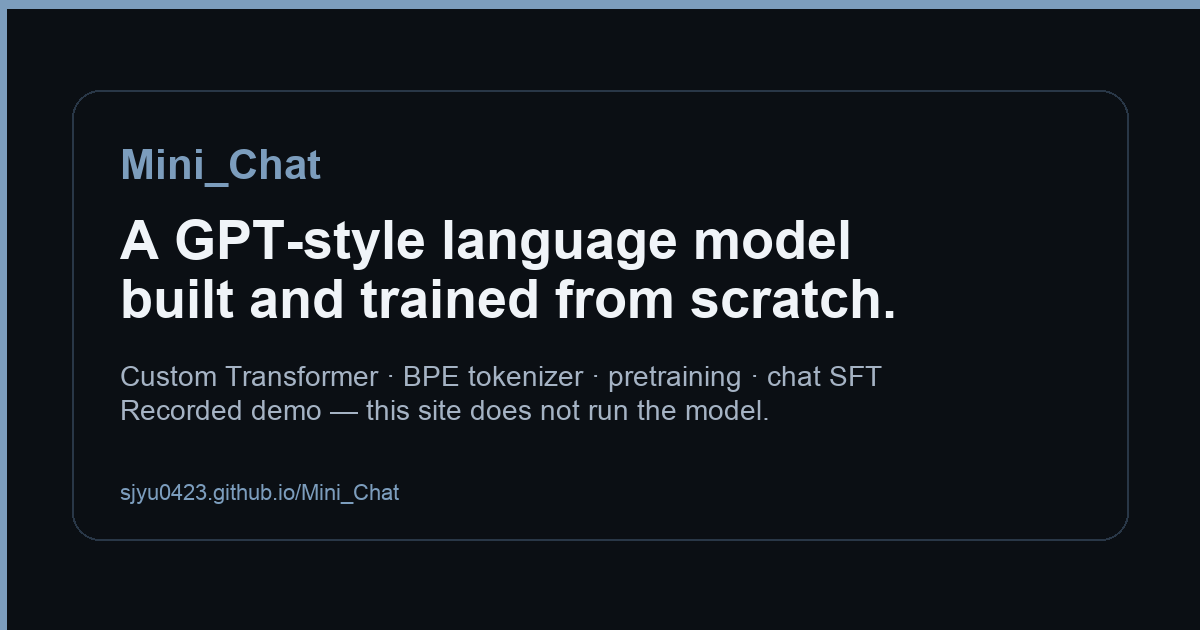 Mini_Chat
A GPT-style language model
built and trained from scratch.
Custom Transformer · BPE tokenizer · pretraining · chat SFT
Recorded demo — this site does not run the model.
sjyu0423.github.io/Mini_Chat